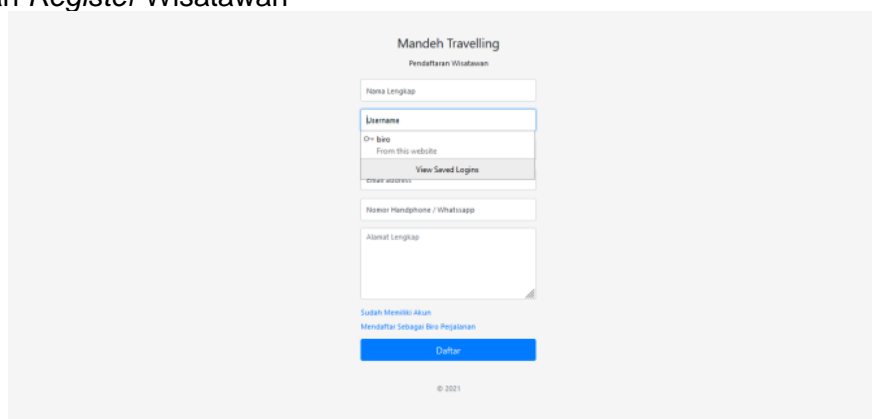 Register Wisatawan
Mandeh Travelling
Pendaftaran Wisatawan
Nama Lengkap
Username
biro
From this website
View Saved Logins
Email address
Nomor Handphone / Whatssapp
Alamat Lengkap
Sudah Memiliki Akun
Mendaftar Sebagai Biro Perjalanan
Daftar
© 2021